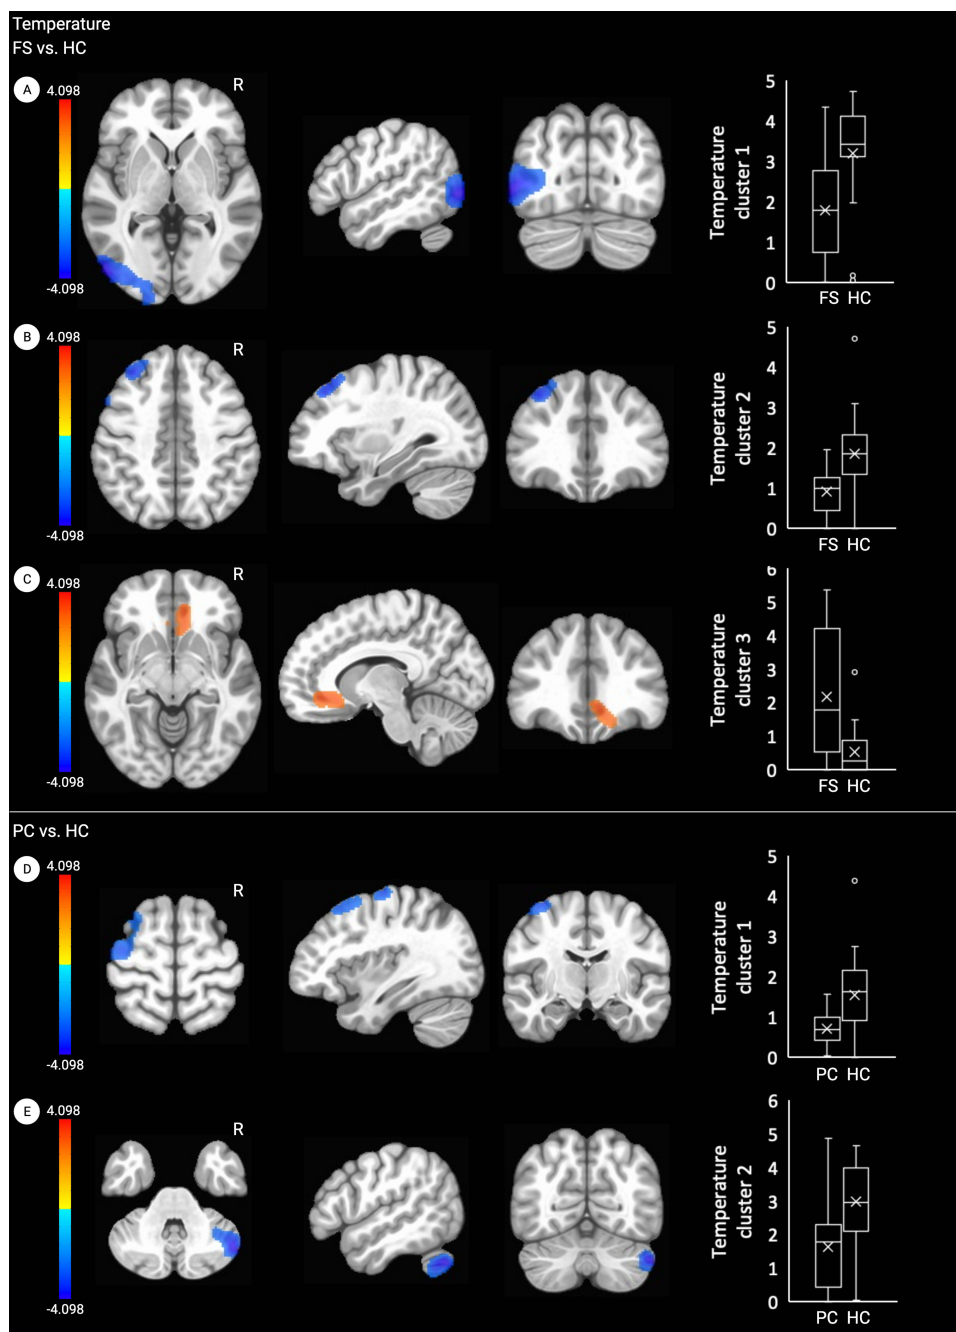 Temperature
FS vs. HC
A
4.098
-4.098
R
Temperature
cluster 1
5
4
3
2
1
0
FS HC
B
4.098
-4.098
R
Temperature
cluster 2
5
4
3
2
1
0
FS HC
C
4.098
-4.098
R
Temperature
cluster 3
6
5
4
3
2
1
0
FS HC
PC vs. HC
D
4.098
-4.098
R
Temperature
cluster 1
5
4
3
2
1
0
PC HC
E
4.098
-4.098
R
Temperature
cluster 2
6
5
4
3
2
1
0
PC HC